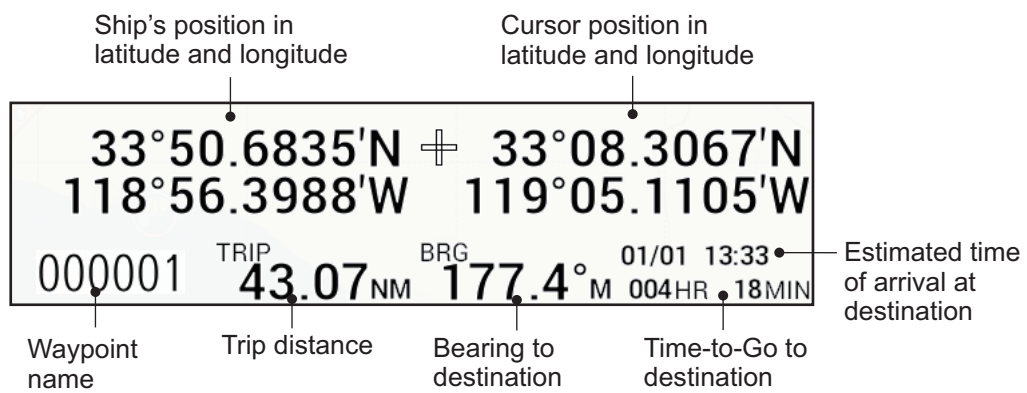 Ship's position in
latitude and longitude
Cursor position in
latitude and longitude
33°50.6835'N
118°56.3988'W
33°08.3067'N
119°05.1105'W
000001
TRIP
43.07NM
BRG
177.4°M
01/01 13:33
004HR 18MIN
Estimated time
of arrival at
destination
Waypoint
name
Trip distance
Bearing to
destination
Time-to-Go to
destination